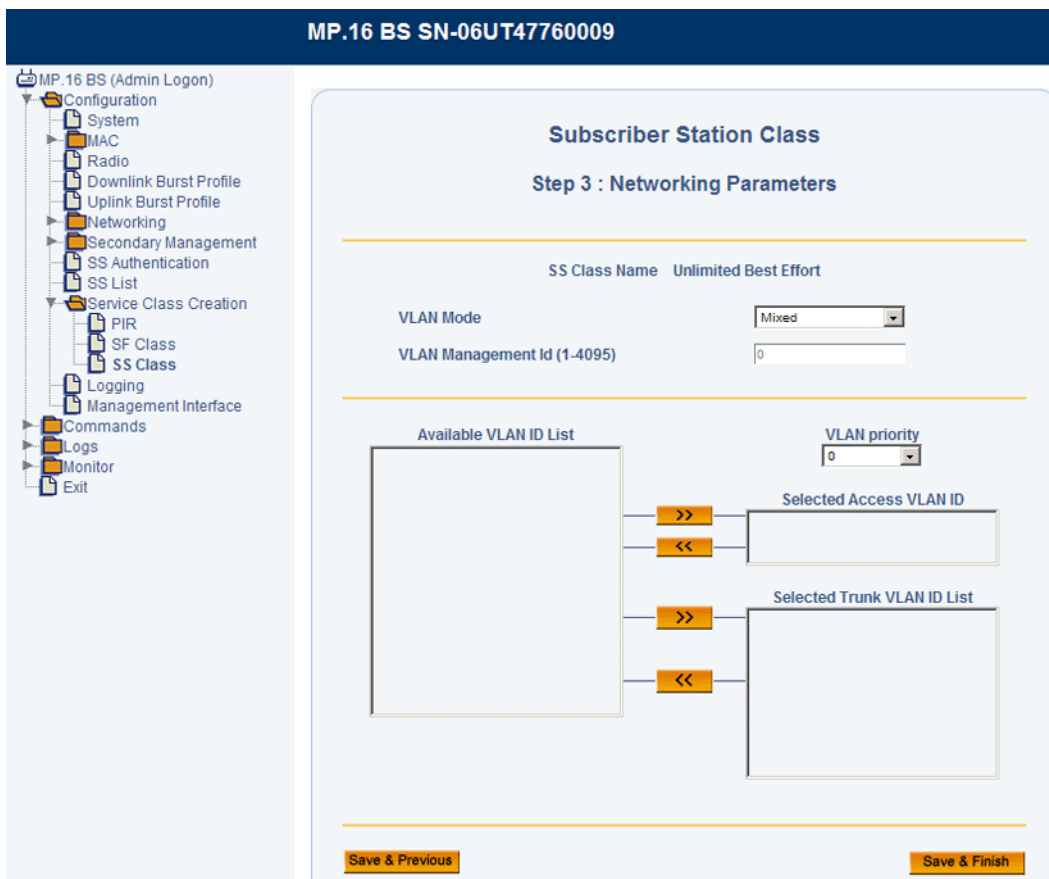 MP.16 BS SN-06UT47760009
MP.16 BS (Admin Logon)
Configuration
System
MAC
Radio
Downlink Burst Profile
Uplink Burst Profile
Networking
Secondary Management
SS Authentication
SS List
Service Class Creation
PIR
SF Class
SS Class
Logging
Management Interface
Commands
Logs
Monitor
Exit
Subscriber Station Class
Step 3 : Networking Parameters
SS Class Name Unlimited Best Effort
VLAN Mode Mixed
VLAN Management Id (1-4095) 0
Available VLAN ID List
VLAN priority
0
>>
<<
Selected Access VLAN ID
Selected Trunk VLAN ID List
>>
<<
Save & Previous
Save & Finish